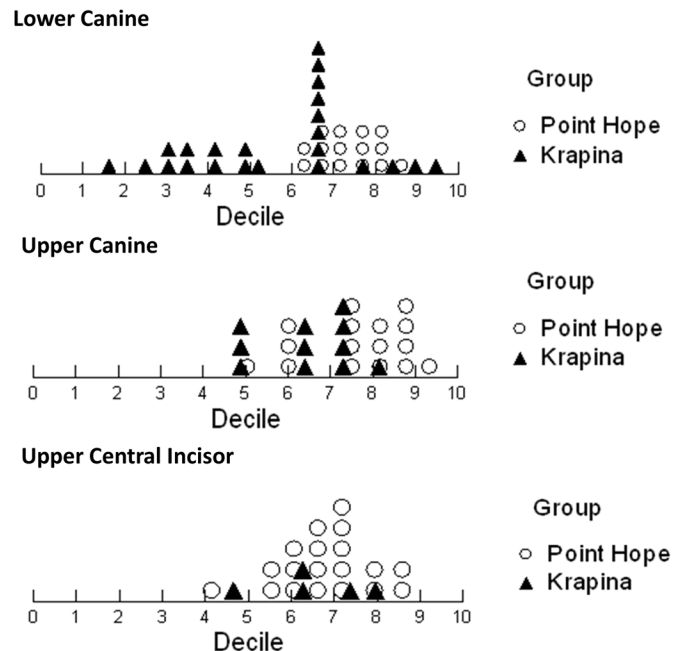 Lower Canine
Group
Point Hope
Krapina
0 1 2 3 4 5 6 7 8 9 10
Decile
Upper Canine
Group
Point Hope
Krapina
0 1 2 3 4 5 6 7 8 9 10
Decile
Upper Central Incisor
Group
Point Hope
Krapina
0 1 2 3 4 5 6 7 8 9 10
Decile